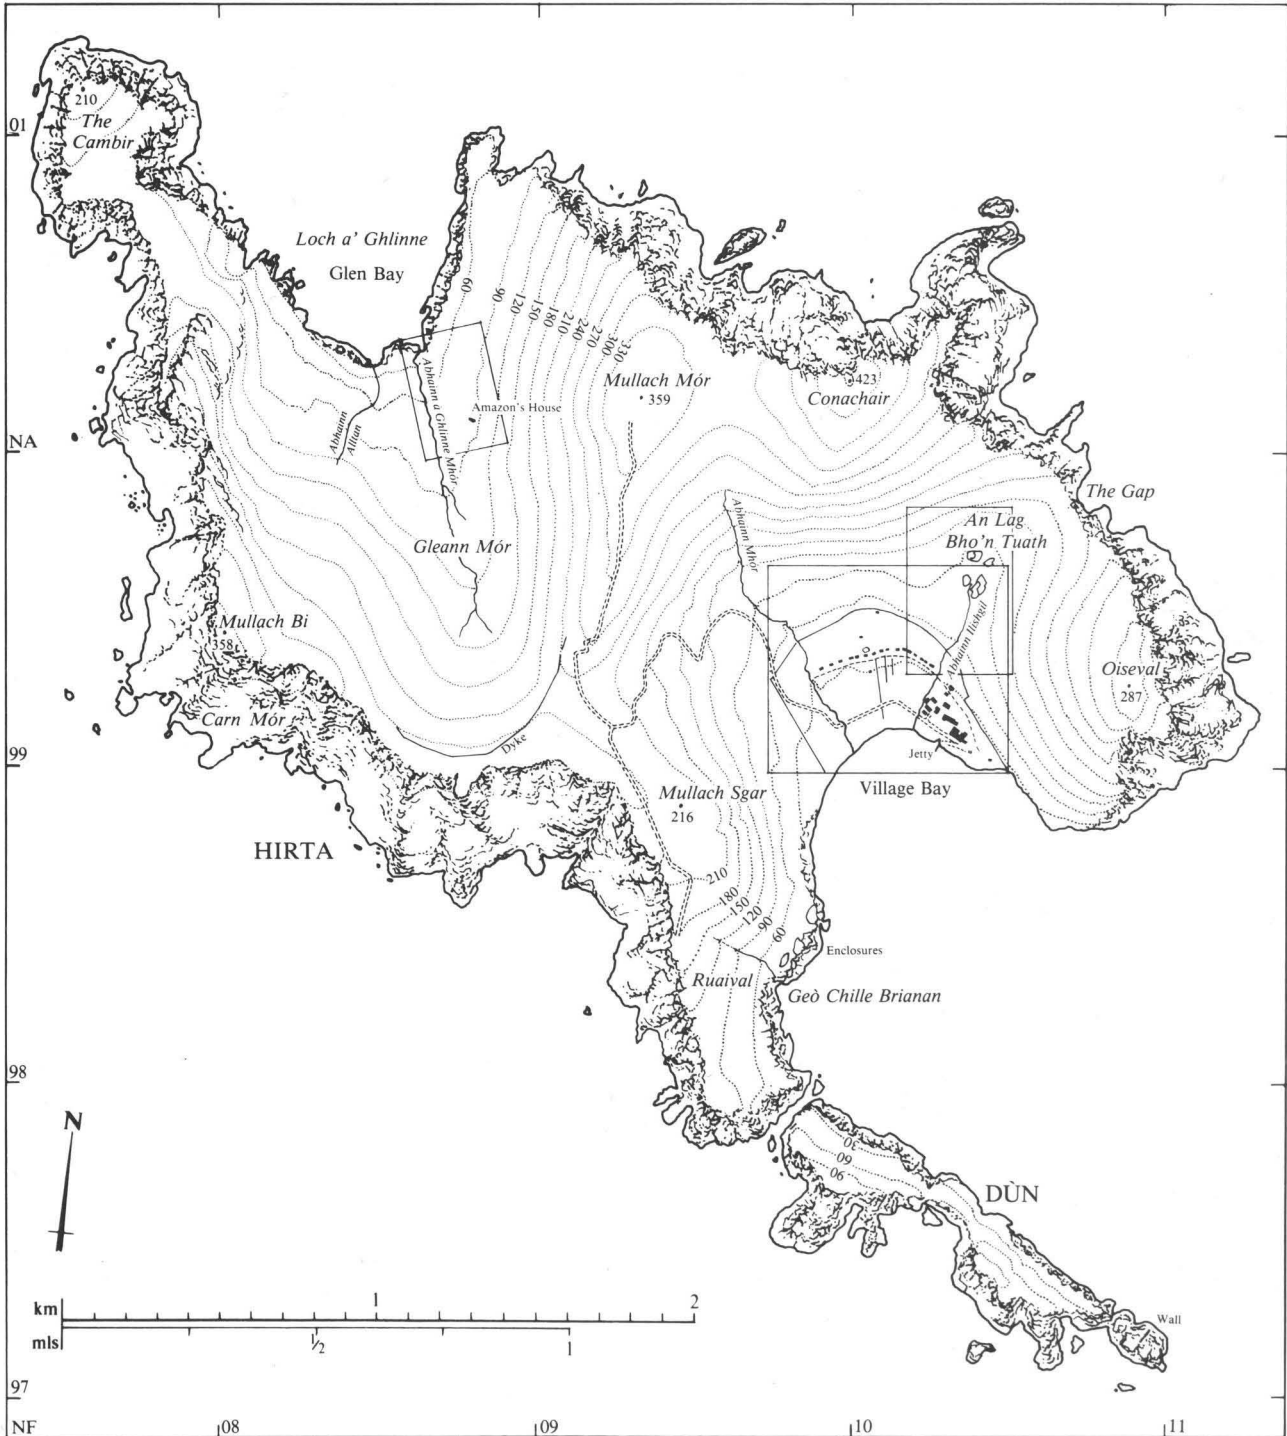 210
The
Cambir
01
Loch a' Ghlinne
Glen Bay
60
90
120
150
180
210
240
270
300
330
Mullach Mór
359
423
Conachair
Abhainn a Ghlinne Mhór
Amazon's House
Abhainn
Alltan
NA
The Gap
An Lag
Bho'n Tuath
Abhainn Mhór
Gleann Mór
Mullach Bi
358
Abhainn Ilishgil
Oiseval
287
Carn Mór
Dyke
Jetty
99
Village Bay
Mullach Sgar
216
HIRTA
210
180
150
120
90
60
Enclosures
Ruaival
Geò Chille Brianan
98
N
30
60
90
DÙN
km
1
2
mls
½
1
Wall
97
NF
08
09
10
11